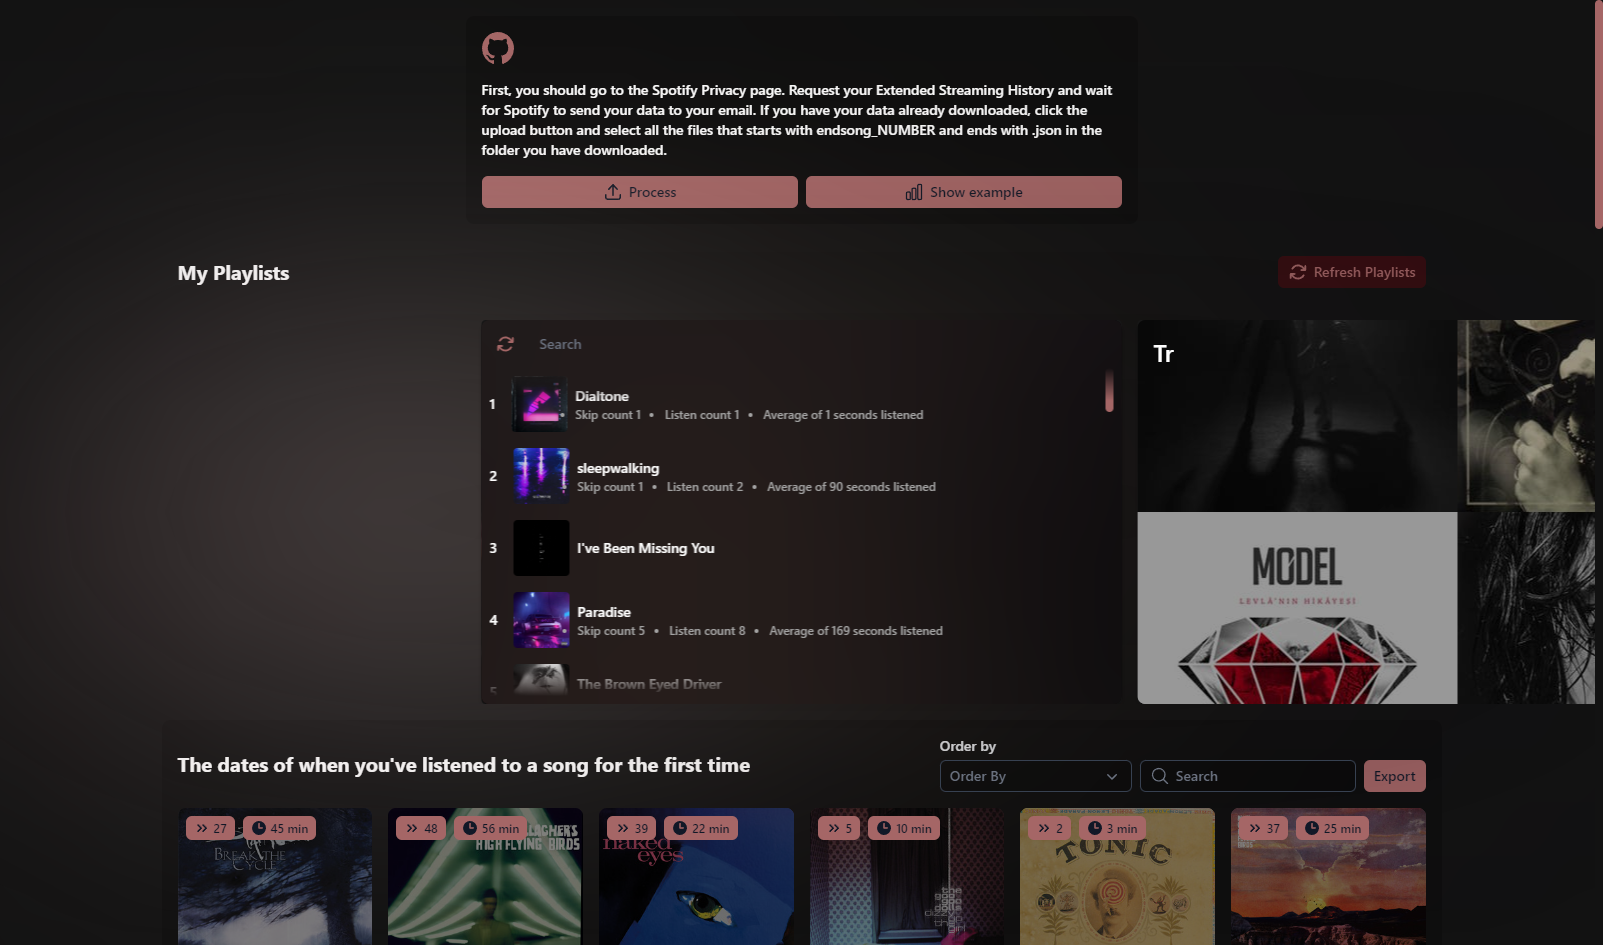 First, you should go to the Spotify Privacy page. Request your Extended Streaming History and wait
for Spotify to send your data to your email. If you have your data already downloaded, click the
upload button and select all the files that starts with endsong_NUMBER and ends with .json in the
folder you have downloaded.
Process
Show example
My Playlists
Refresh Playlists
Search
1
Dialtone
Skip count 1 • Listen count 1 • Average of 1 seconds listened
2
sleepwalking
Skip count 1 • Listen count 2 • Average of 90 seconds listened
3
I've Been Missing You
4
Paradise
Skip count 5 • Listen count 8 • Average of 169 seconds listened
5
The Brown Eyed Driver
Tr
MODEL
LEVLÂ'NIN HİKÂYESİ
The dates of when you've listened to a song for the first time
Order by
Order By
Search
Export
27
45 min
BREAK THE
CYCLE
48
56 min
HIGH FLYING BIRDS
39
22 min
naked
eyes
5
10 min
2
3 min
TONIC
37
25 min